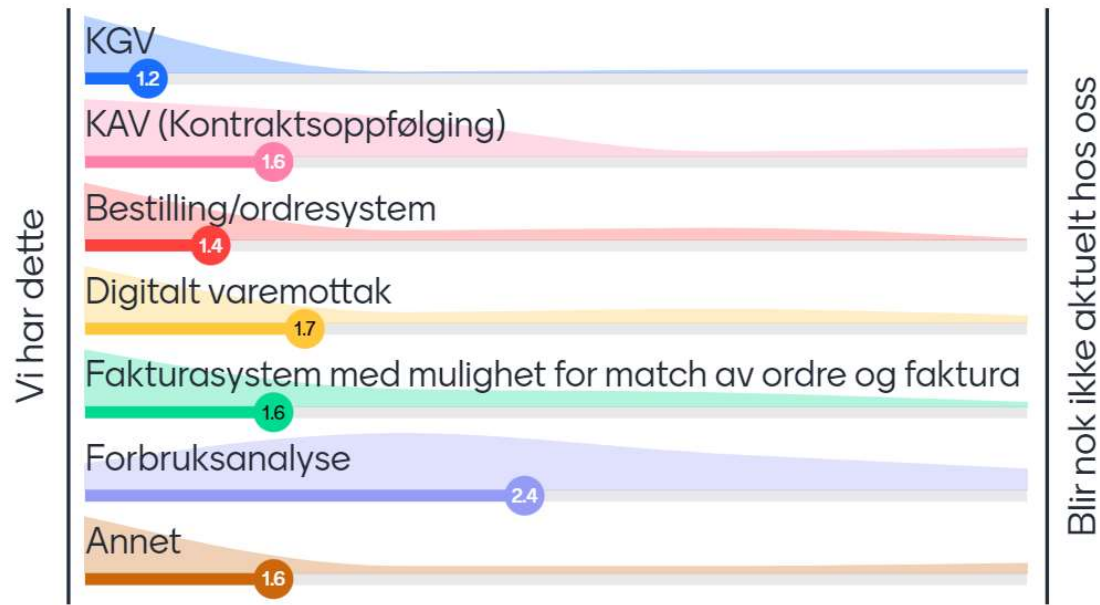 Vi har dette
KGV
1.2
KAV (Kontraktsoppfølging)
1.6
Bestilling/ordresystem
1.4
Digitalt varemottak
1.7
Fakturasystem med mulighet for match av ordre og faktura
1.6
Forbruksanalyse
2.4
Annet
1.6
Blir nok ikke aktuelt hos oss